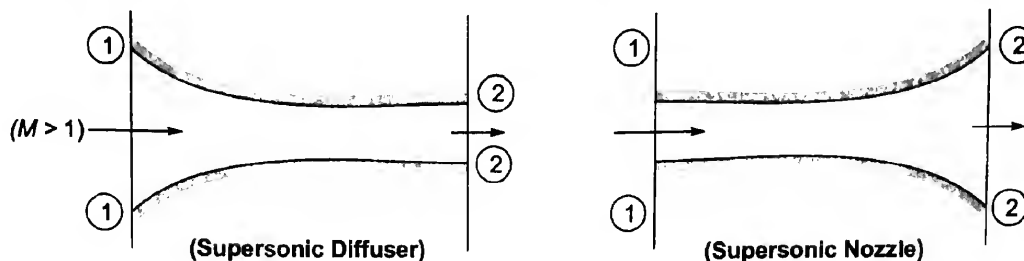 ① ①
②
② ②
(M > 1)
① ① ②
(Supersonic Diffuser) (Supersonic Nozzle)